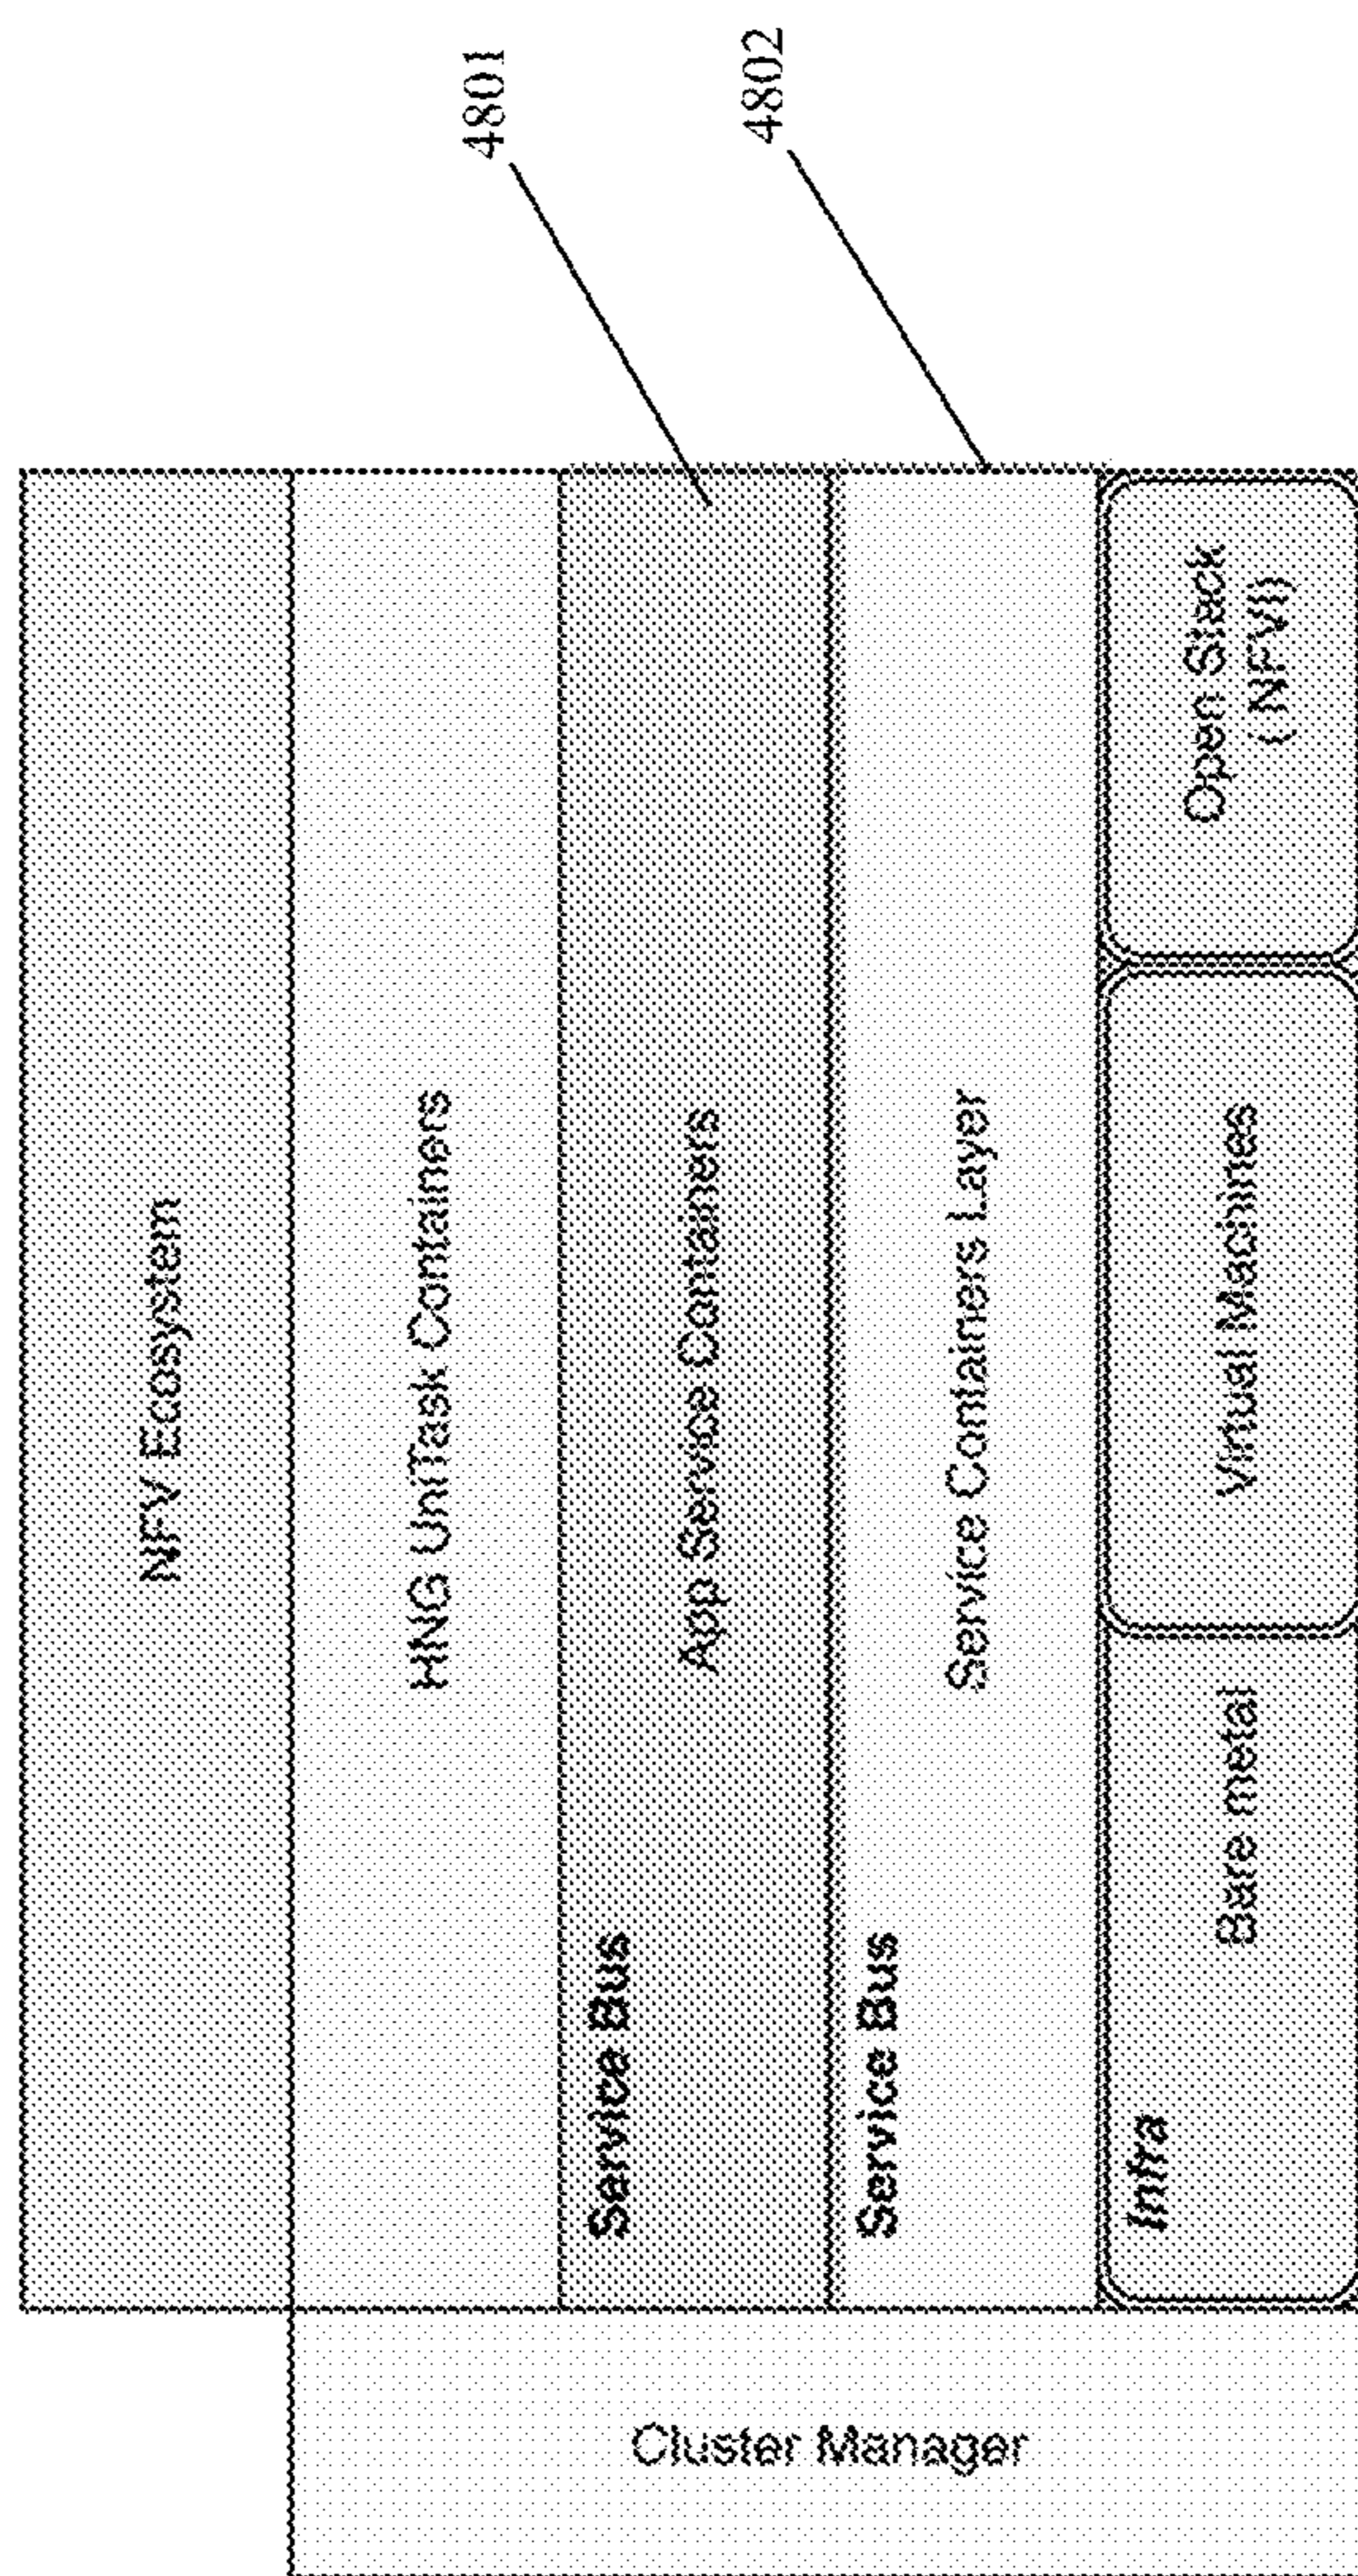 NFV Ecosystem
HNG UniTask Containers
4801
Service Bus
App Service Containers
4802
Service Bus
Service Containers Layer
Infra
Bare metal
Virtual Machines
Open Stack
( NFVI)
Cluster Manager